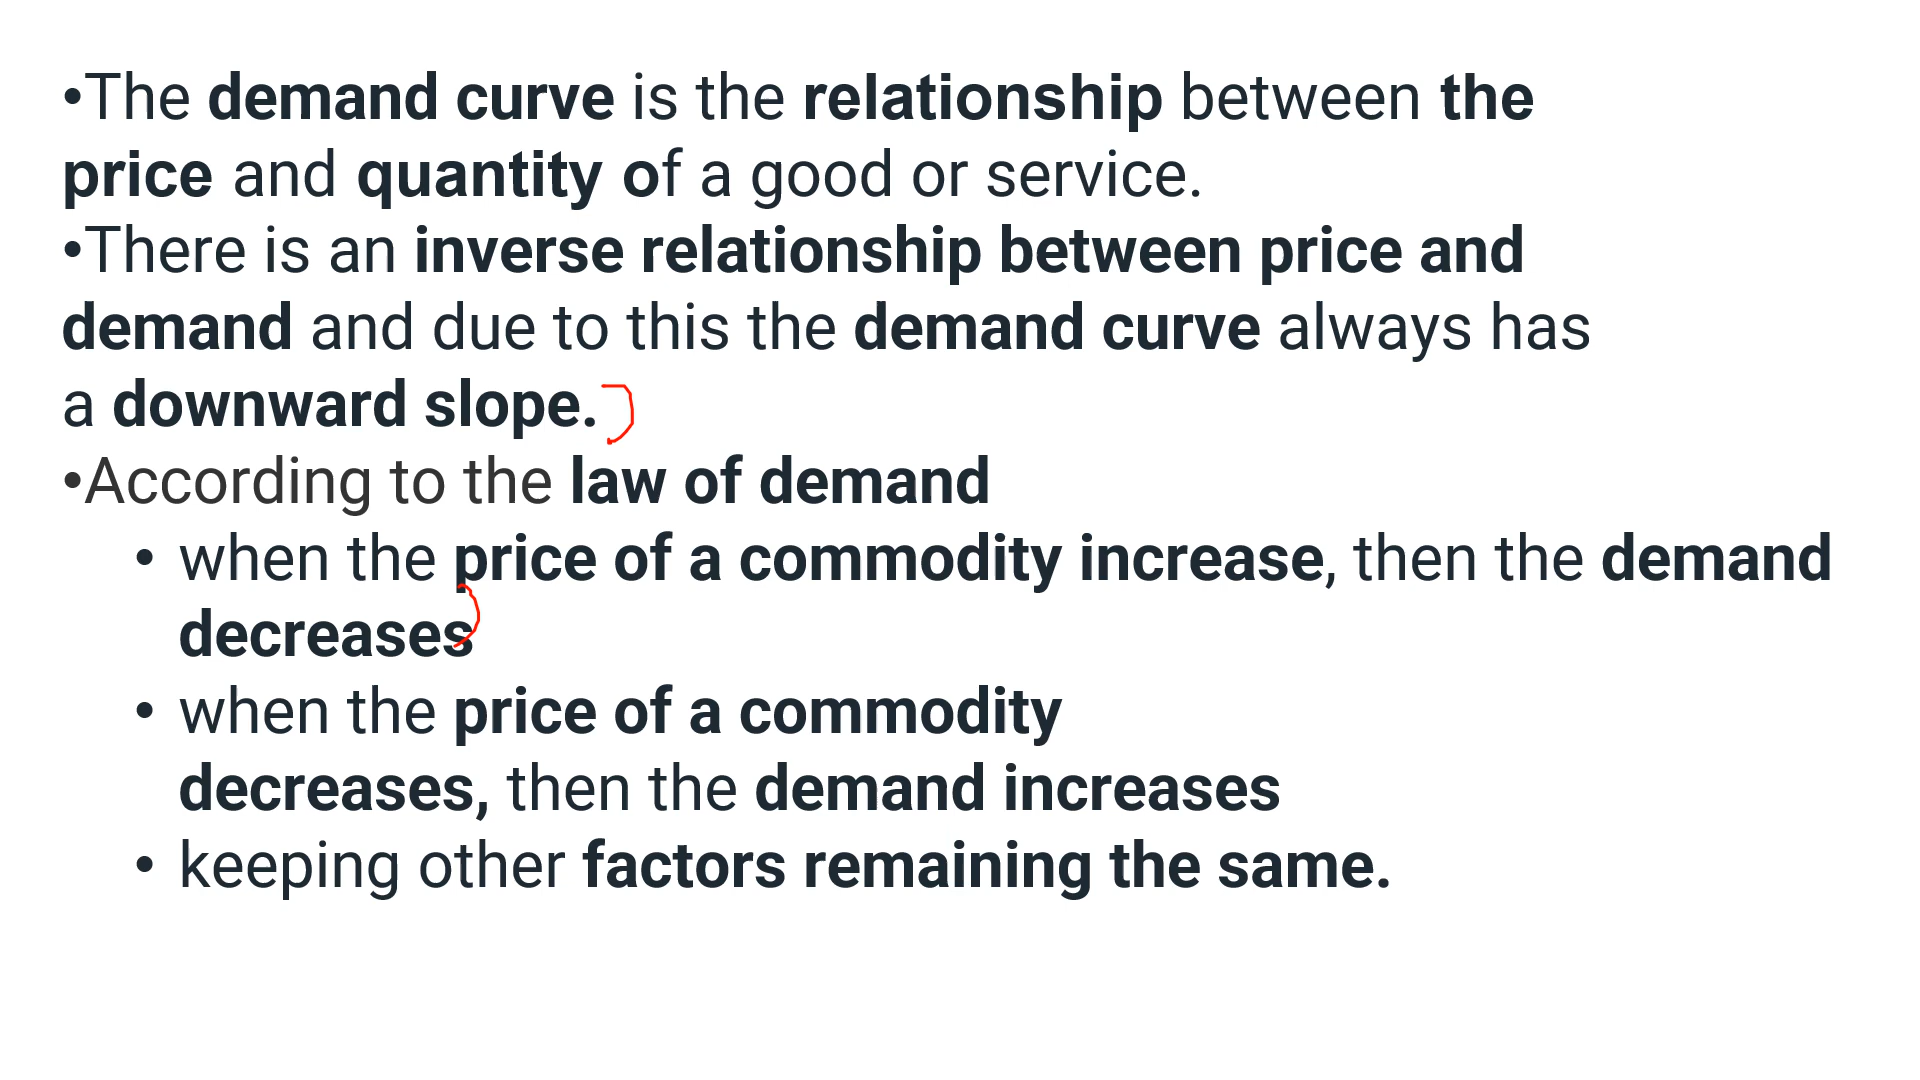 •The demand curve is the relationship between the
price and quantity of a good or service.
•There is an inverse relationship between price and
demand and due to this the demand curve always has
a downward slope.
•According to the law of demand
• when the price of a commodity increase, then the demand
decreases
• when the price of a commodity
decreases, then the demand increases
• keeping other factors remaining the same.